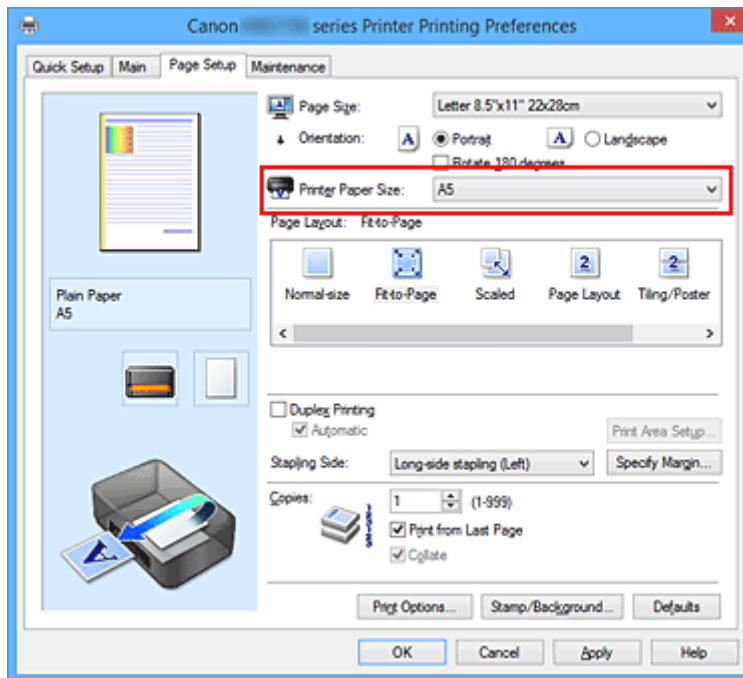 Canon series Printer Printing Preferences
Quick Setup Main Page Setup Maintenance
Page Size: Letter 8.5"x11" 22x28cm
Orientation: A Portrait A Landscape
Rotate 180 degrees
Printer Paper Size: A5
Page Layout: Fit-to-Page
2 2
Normal-size Fit-to-Page Scaled Page Layout Tiling/Poster
Plain Paper
A5
Duplex Printing
Automatic
Print Area Setup...
Stapling Side: Long-side stapling (Left) Specify Margin...
Copies: 1 (1-999)
Print from Last Page
Collate
A
Print Options... Stamp/Background... Defaults
OK Cancel Apply Help